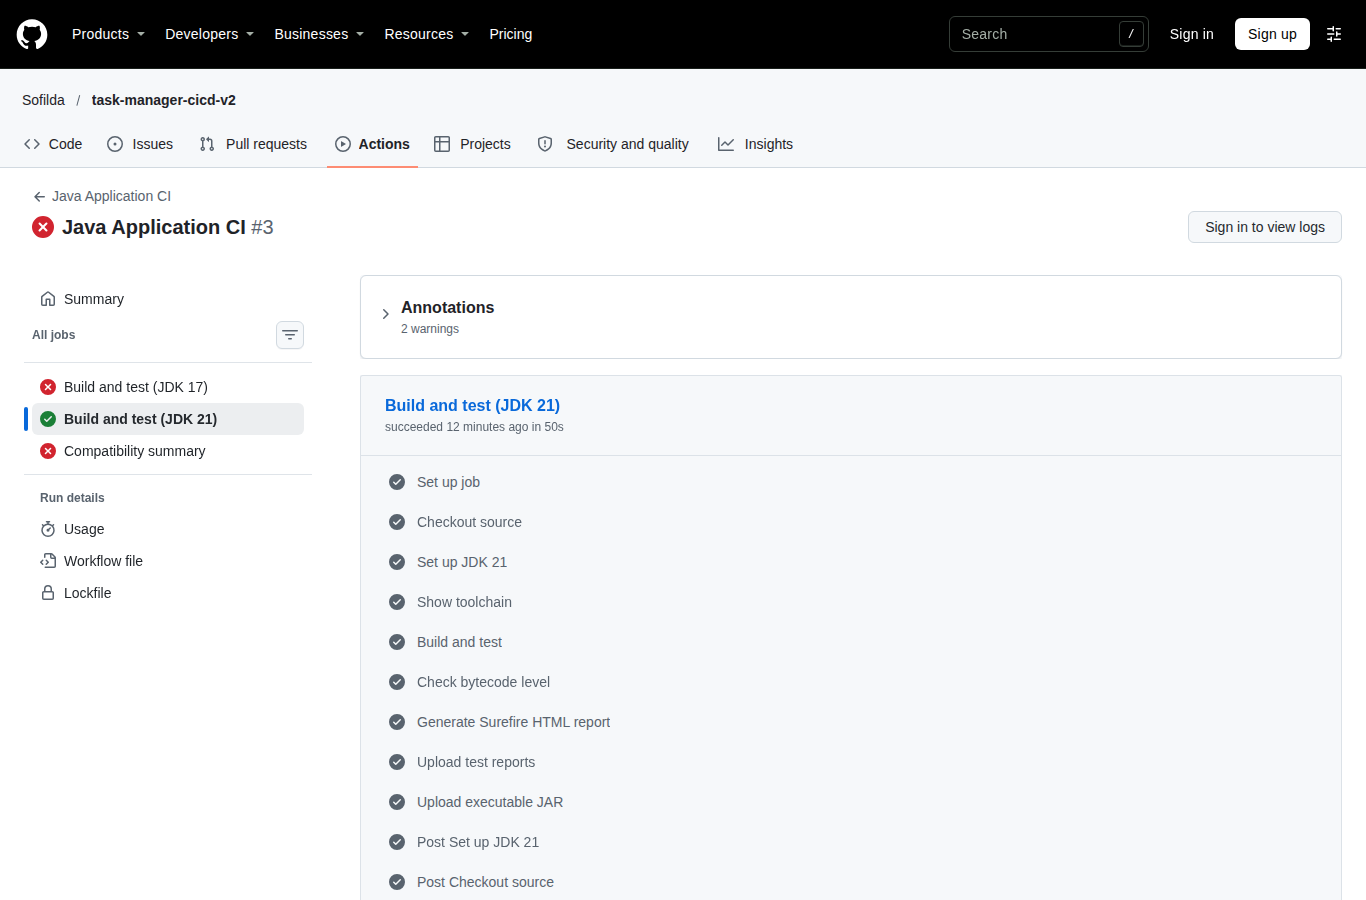 Products Developers Businesses Resources Pricing Search / Sign in Sign up
Sofilda / task-manager-cicd-v2
Code Issues Pull requests Actions Projects Security and quality Insights
Java Application CI
Java Application CI #3
Sign in to view logs
Summary
All jobs
Build and test (JDK 17)
Build and test (JDK 21)
Compatibility summary
Run details
Usage
Workflow file
Lockfile
Annotations
2 warnings
Build and test (JDK 21)
succeeded 12 minutes ago in 50s
Set up job
Checkout source
Set up JDK 21
Show toolchain
Build and test
Check bytecode level
Generate Surefire HTML report
Upload test reports
Upload executable JAR
Post Set up JDK 21
Post Checkout source